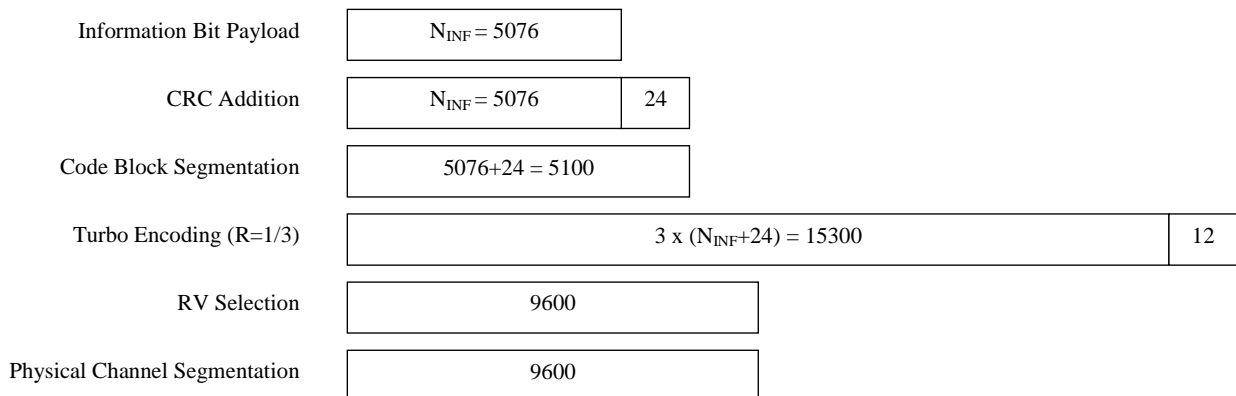 Information Bit Payload N_INF = 5076
CRC Addition N_INF = 5076 24
Code Block Segmentation 5076+24 = 5100
Turbo Encoding (R=1/3) 3 x (N_INF+24) = 15300 12
RV Selection 9600
Physical Channel Segmentation 9600